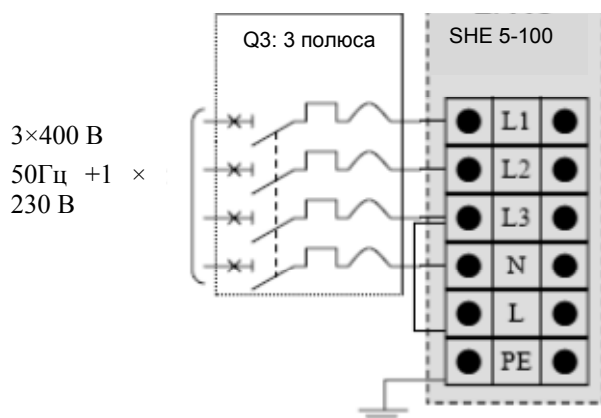 Q3: 3 полюса
SHE 5-100
3×400 В
50Гц +1 ×
230 В
L1
L2
L3
N
L
PE